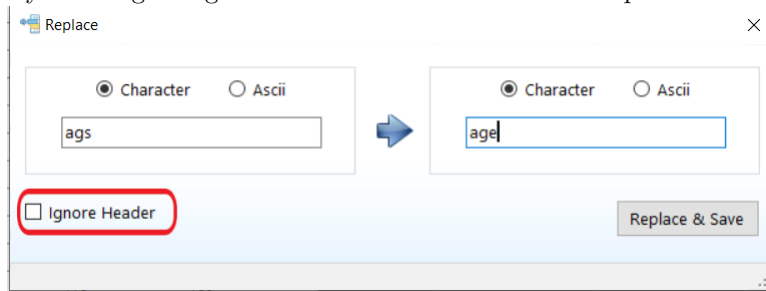 Replace
Character Ascii Character Ascii
ags age
Ignore Header
Replace & Save